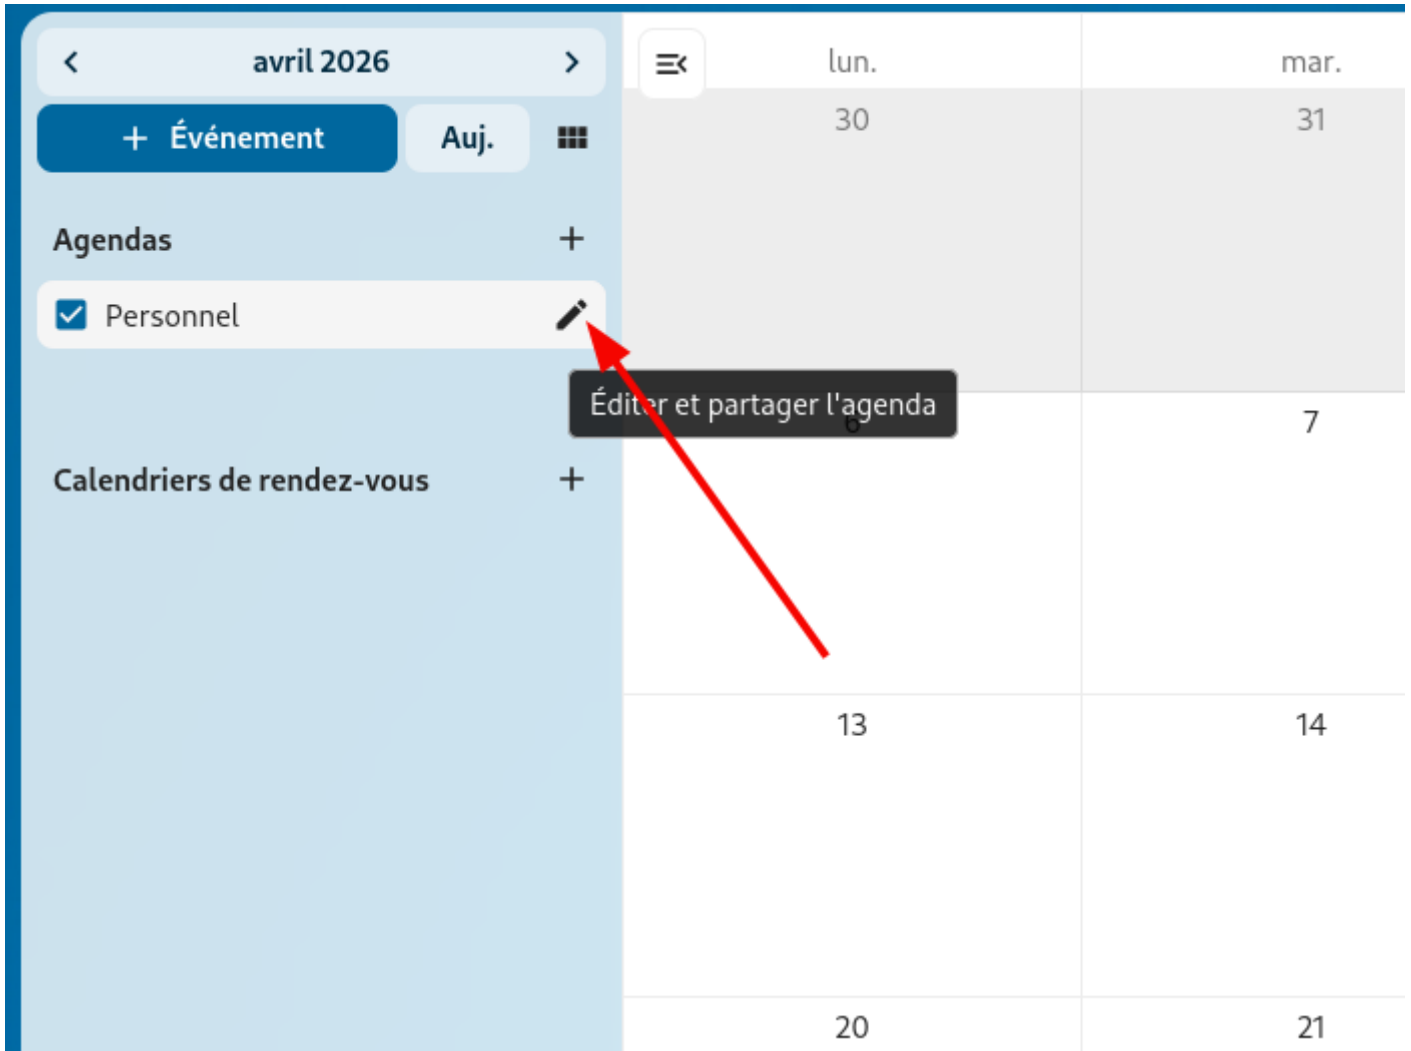 avril 2026
lun.
mar.
+ Événement
Auj.
30
31
Agendas
Personnel
Éditer et partager l'agenda
6
7
Calendriers de rendez-vous
13
14
20
21